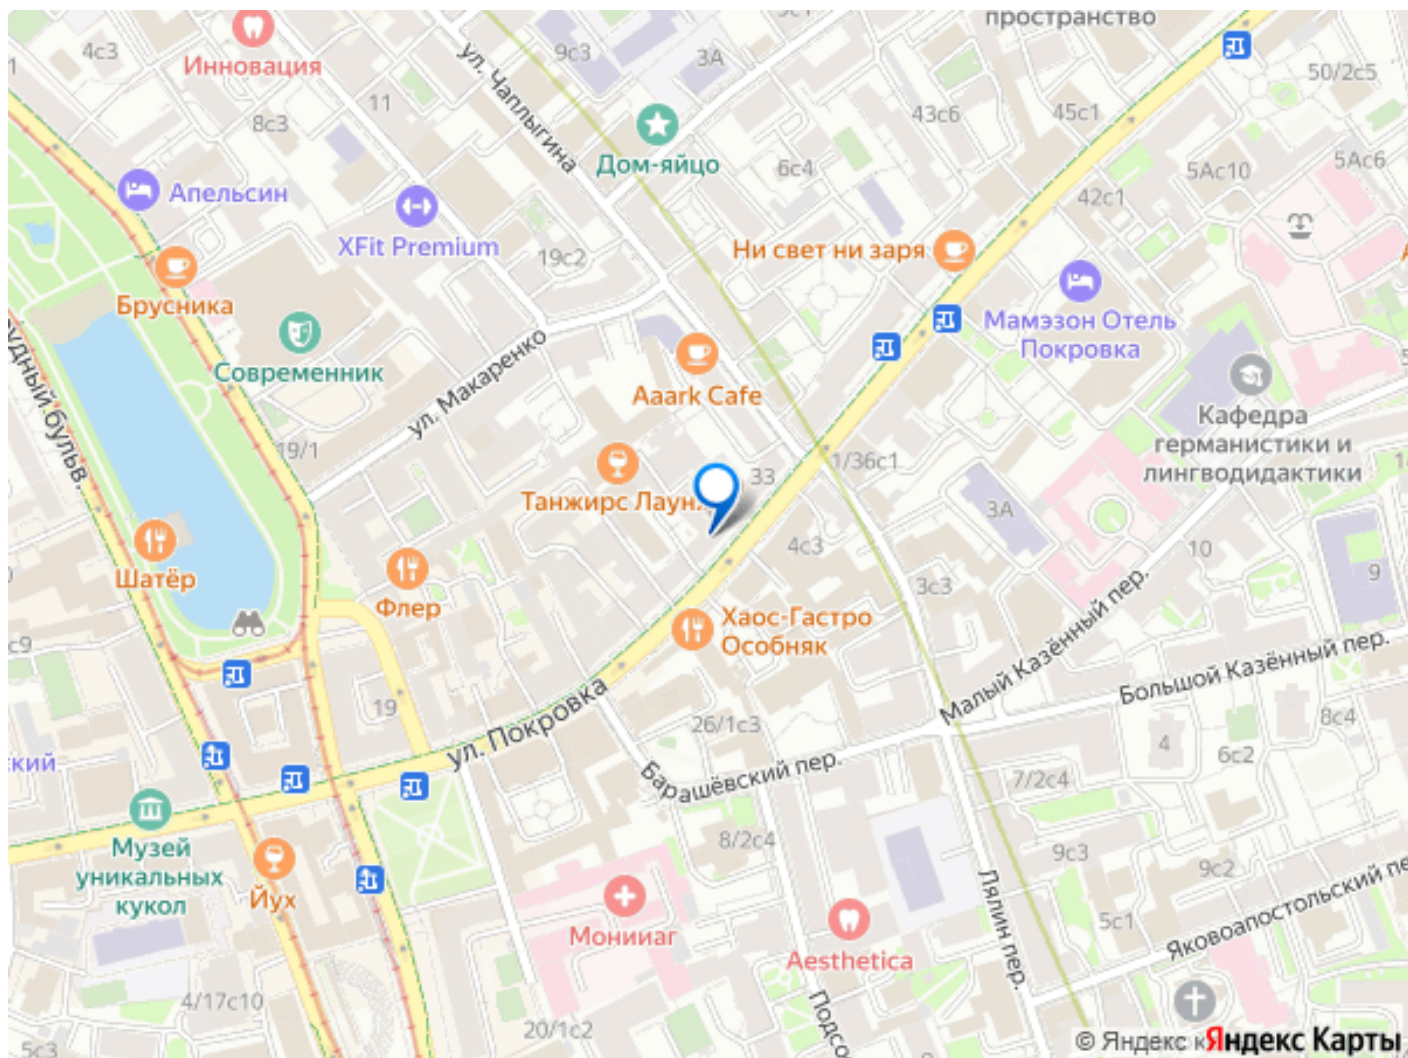 пространство
4с3
Инновация
9с3
3А
ул. Чаплыгина
50/2с5
11
8с3
43с6
45с1
Дом-яйцо
6с4
5Ас10
5Ас6
Апельсин
42с1
XFit Premium
19с2
Ни свет ни заря
Брусника
Мамэзон Отель
Покровка
Современник
ул. Макаренко
Aaark Cafe
Кафедра
германистики и
лингводидактики
19/1
33
1/36с1
Танжирс Лаун
3А
4с3
10
9
Шатёр
Флер
3с3
Хаос-Гастро
Особняк
Малый Казённый пер.
Большой Казённый пер.
19
ул. Покровка
26/1с3
8с4
4
6с2
Барашёвский пер.
7/2с4
Музей
уникальных
кукол
8/2с4
9с3
9с2
Йух
Лялин пер.
Мониаг
5с1
Aesthetica
Яковоапостольский пе
4/17с10
20/1с2
Подсо
5с3
© Яндекс к
Яндекс Карты